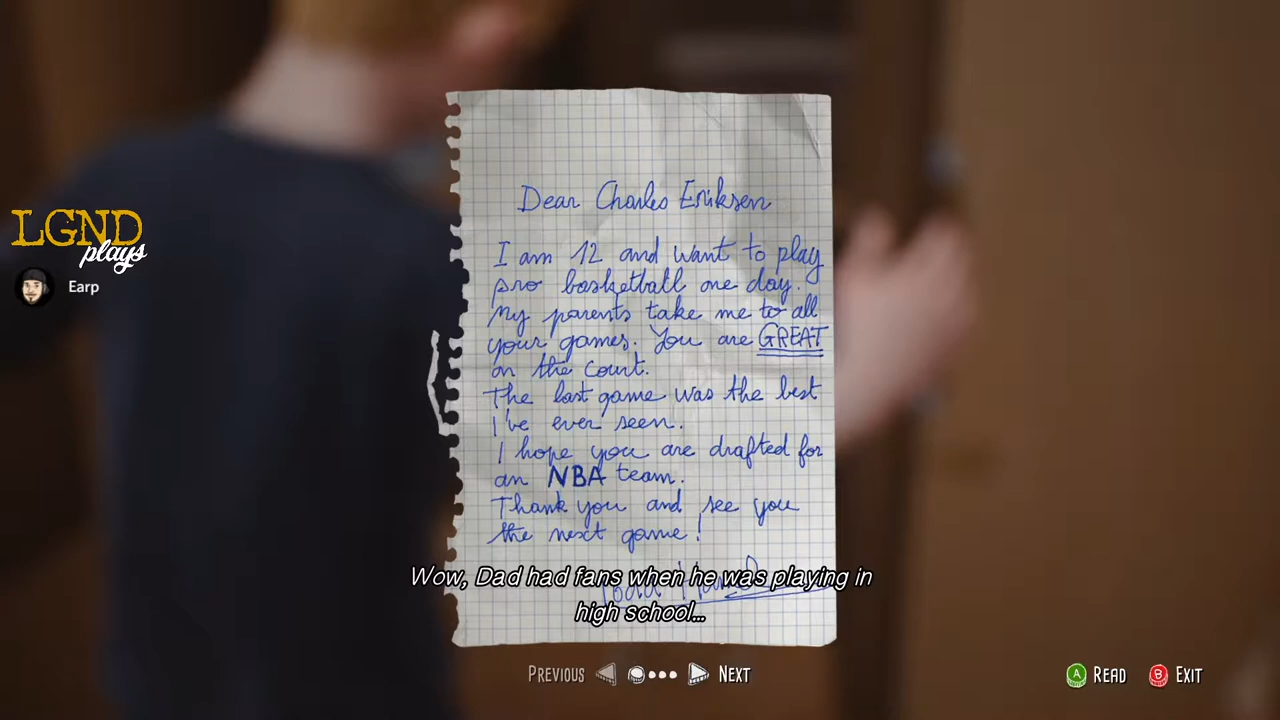 LGND
plays
Earp
Dear Charles Eriksen
I am 12 and want to play
pro basketball one day.
My parents take me to all
your games. You are GREAT
on the court.
The last game was the best
I've ever seen.
I hope you are drafted for
an NBA team.
Thank you and see you
the next game!
Wow, Dad had fans when he was playing in
high school...
Previous
Next
A Read
B Exit